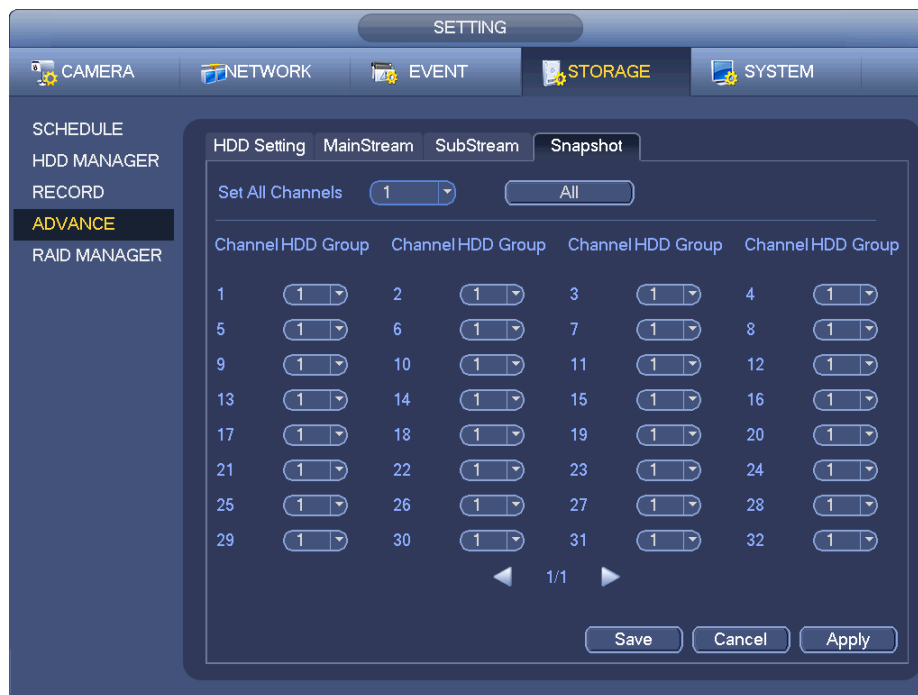 SETTING
CAMERA NETWORK EVENT STORAGE SYSTEM
SCHEDULE
HDD MANAGER
RECORD
ADVANCE
RAID MANAGER
HDD Setting MainStream SubStream Snapshot
Set All Channels 1 All
Channel HDD Group Channel HDD Group Channel HDD Group Channel HDD Group
1 1 2 1 3 1 4 1
5 1 6 1 7 1 8 1
9 1 10 1 11 1 12 1
13 1 14 1 15 1 16 1
17 1 18 1 19 1 20 1
21 1 22 1 23 1 24 1
25 1 26 1 27 1 28 1
29 1 30 1 31 1 32 1
1/1
Save Cancel Apply